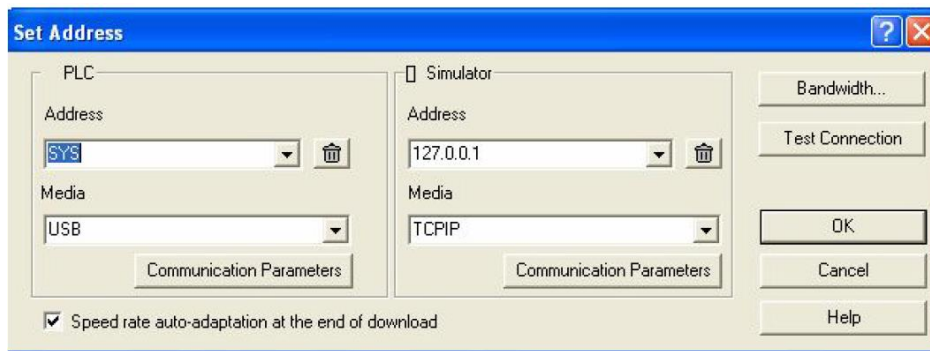 Set Address
PLC
Address
SYS
Media
USB
Communication Parameters
Simulator
Address
127.0.0.1
Media
TCPIP
Communication Parameters
Bandwidth...
Test Connection
OK
Cancel
Help
Speed rate auto-adaptation at the end of download